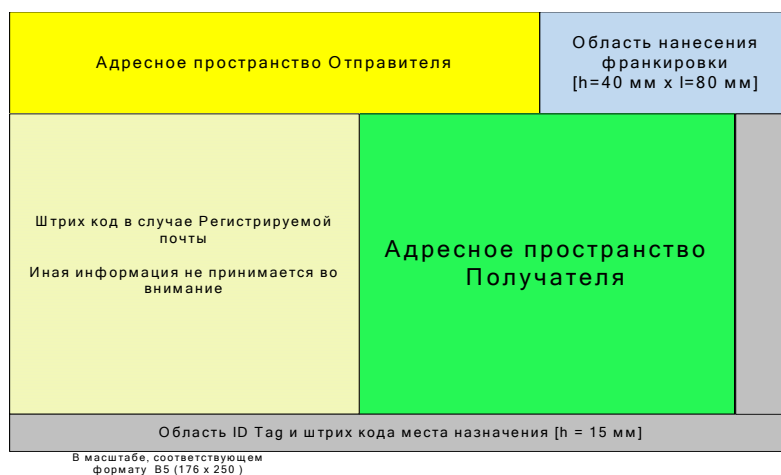 Адресное пространство Отправителя
Область нанесения
франкировки
[h=40 мм x l=80 мм]
Штрих код в случае Регистрируемой
почты
Иная информация не принимается во
внимание
Адресное пространство
Получателя
Область ID Tag и штрих кода места назначения [h = 15 мм]
В масштабе, соответствующем
формату B5 (176 x 250 )